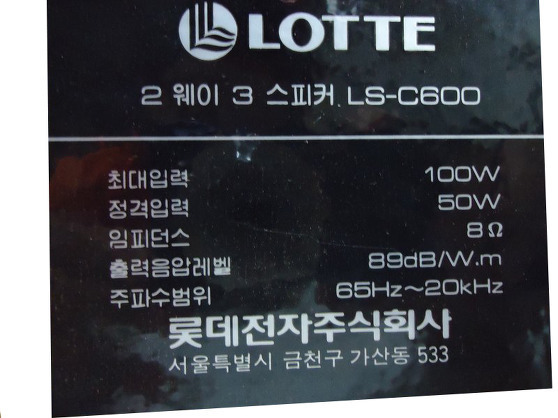 LOTTE
2 웨이 3 스피커 LS-C600
최대입력 100W
정격입력 50W
임피던스 8Ω
출력음압레벨 89dB/W.m
주파수범위 65Hz~20kHz
롯데전자주식회사
서울특별시 금천구 가산동 533